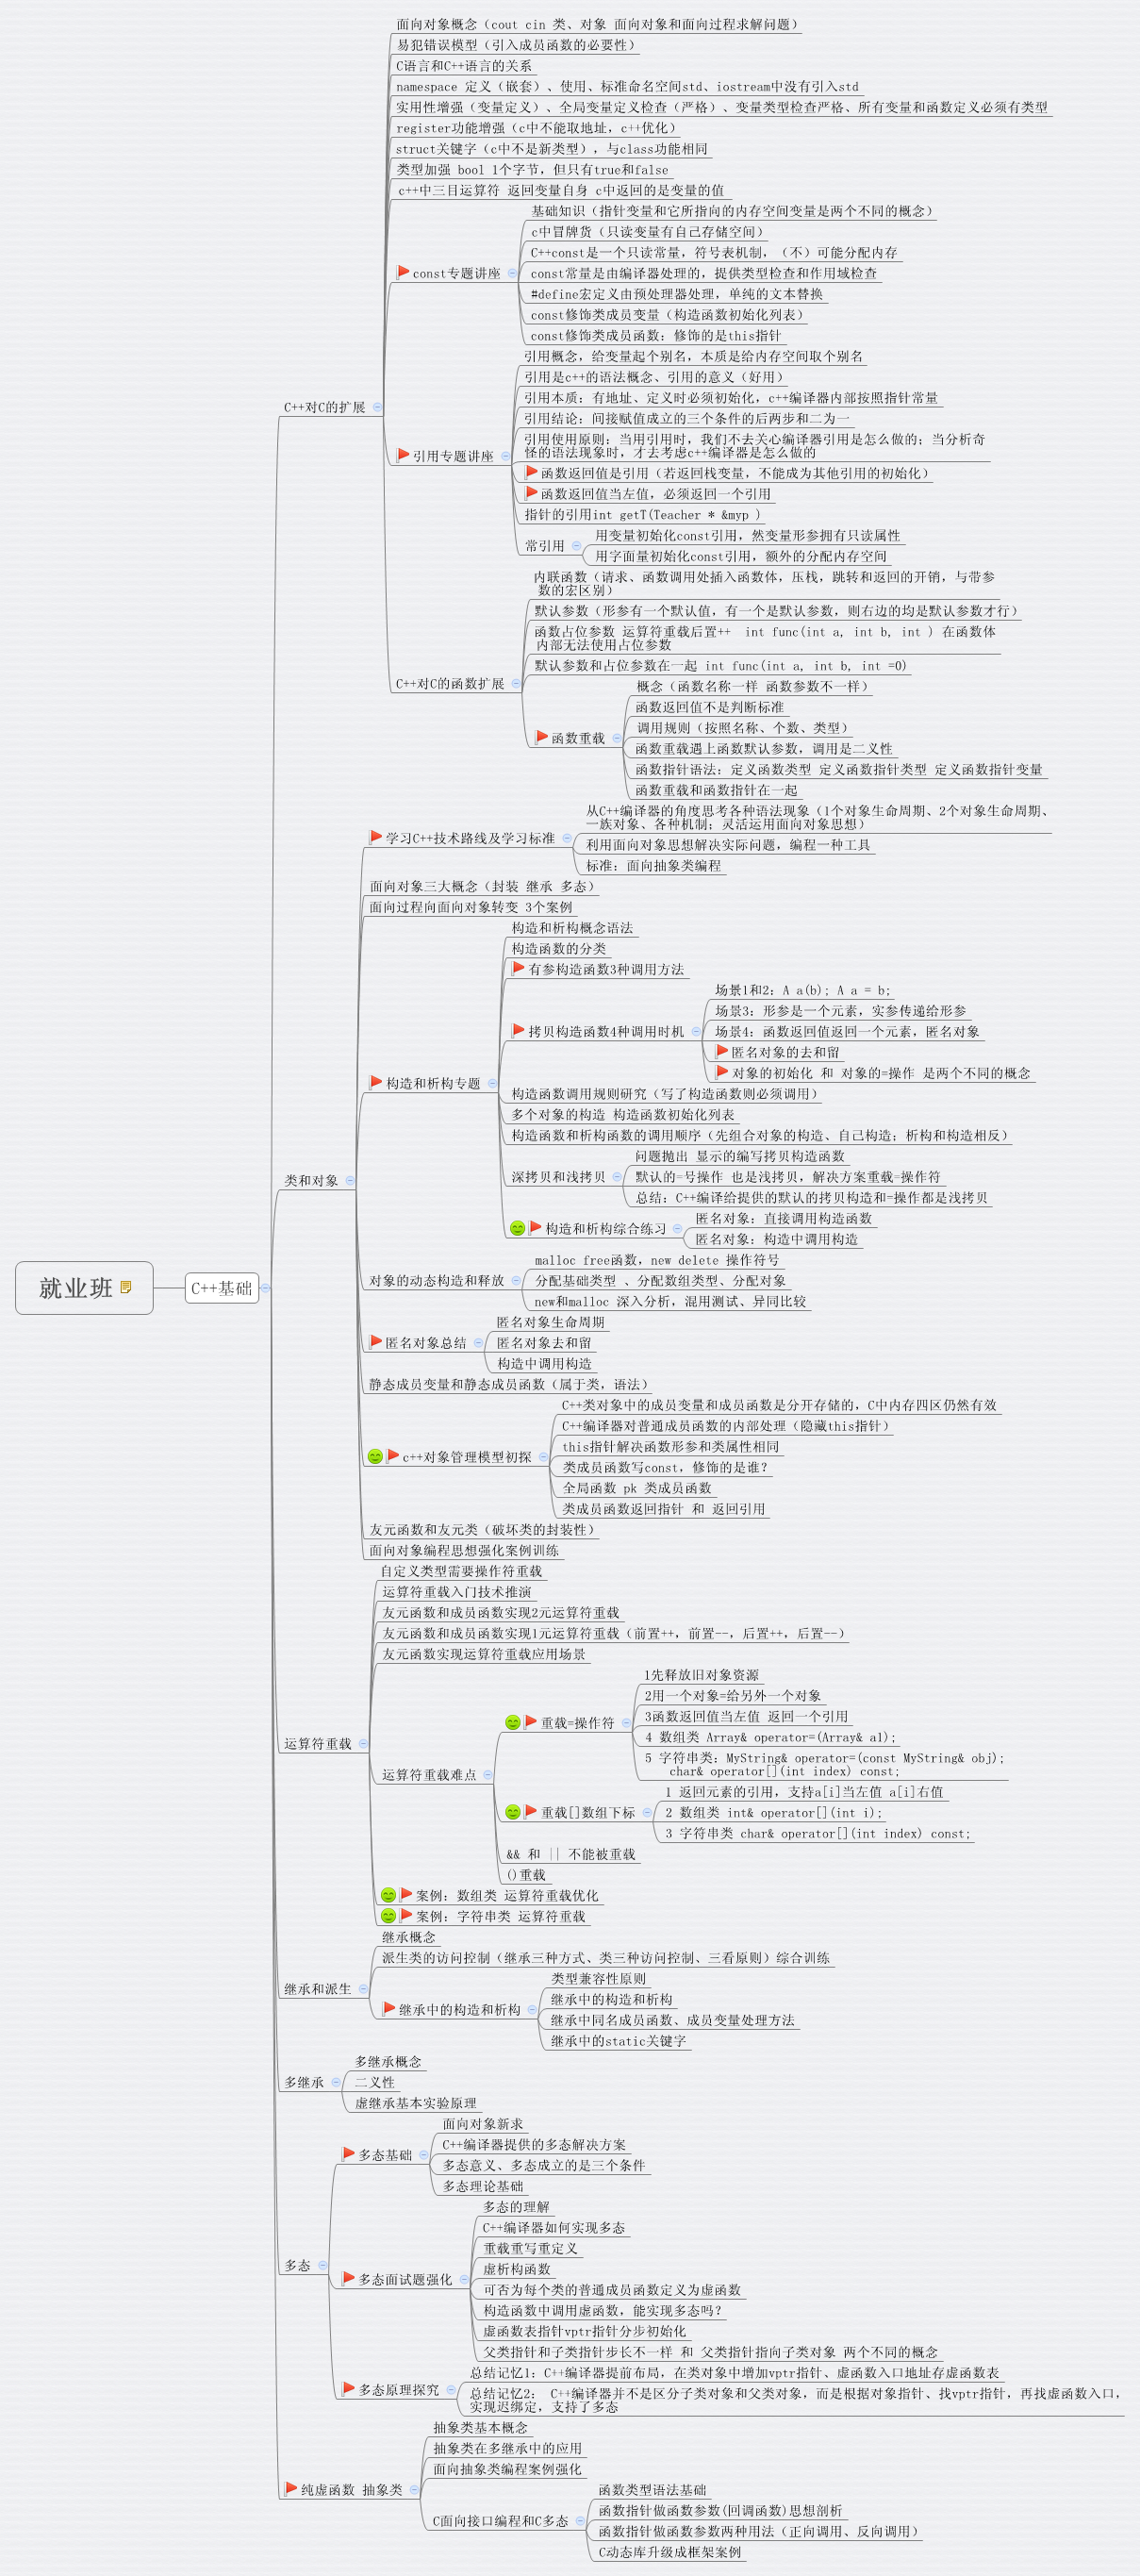 就业班
C++基础
C++对C的扩展
面向对象概念（cout cin 类、对象 面向对象和面向过程求解问题）
易犯错误模型（引入成员函数的必要性）
C语言和C++语言的关系
namespace 定义（嵌套）、使用、标准命名空间std、iostream中没有引入std
实用性增强（变量定义）、全局变量定义检查（严格）、变量类型检查严格、所有变量和函数定义必须有类型
register功能增强（c中不能取地址，c++优化）
struct关键字（c中不是新类型），与class功能相同
类型加强 bool 1个字节，但只有true和false
c++中三目运算符 返回变量自身 c中返回的是变量的值
const专题讲座
基础知识（指针变量和它所指向的内存空间变量是两个不同的概念）
c中冒牌货（只读变量有自己存储空间）
C++const是一个只读常量，符号表机制，（不）可能分配内存
const常量是由编译器处理的，提供类型检查和作用域检查
#define宏定义由预处理器处理，单纯的文本替换
const修饰类成员变量（构造函数初始化列表）
const修饰类成员函数；修饰的是this指针
引用专题讲座
引用概念，给变量起个别名，本质是给内存空间取个别名
引用是c++的语法概念、引用的意义（好用）
引用本质：有地址、定义时必须初始化，c++编译器内部按照指针常量
引用结论：间接赋值成立的三个条件的后两步和二为一
引用使用原则：当用引用时，我们不去关心编译器引用是怎么做的；当分析奇
怪的语法现象时，才去考虑c++编译器是怎么做的
函数返回值是引用（若返回栈变量，不能成为其他引用的初始化）
函数返回值当左值，必须返回一个引用
指针的引用int getT(Teacher * &myp )
常引用
用变量初始化const引用，然变量形参拥有只读属性
用字面量初始化const引用，额外的分配内存空间
C++对C的函数扩展
内联函数（请求、函数调用处插入函数体，压栈，跳转和返回的开销，与带参
数的宏区别）
默认参数（形参有一个默认值，有一个是默认参数，则右边的均是默认参数才行）
函数占位参数 运算符重载后置++  int func(int a, int b, int ) 在函数体
内部无法使用占位参数
默认参数和占位参数在一起 int func(int a, int b, int =0)
函数重载
概念（函数名称一样 函数参数不一样）
函数返回值不是判断标准
调用规则（按照名称、个数、类型）
函数重载遇上函数默认参数，调用是二义性
函数指针语法：定义函数类型 定义函数指针类型 定义函数指针变量
函数重载和函数指针在一起
类和对象
学习C++技术路线及学习标准
从C++编译器的角度思考各种语法现象（1个对象生命周期、2个对象生命周期、
一族对象、各种机制；灵活运用面向对象思想）
利用面向对象思想解决实际问题，编程一种工具
标准：面向抽象类编程
面向对象三大概念（封装 继承 多态）
面向过程向面向对象转变 3个案例
构造和析构专题
构造和析构概念语法
构造函数的分类
有参构造函数3种调用方法
拷贝构造函数4种调用时机
场景1和2：A a(b); A a = b;
场景3：形参是一个元素，实参传递给形参
场景4：函数返回值返回一个元素，匿名对象
匿名对象的去和留
对象的初始化 和 对象的=操作 是两个不同的概念
构造函数调用规则研究（写了构造函数则必须调用）
多个对象的构造 构造函数初始化列表
构造函数和析构函数的调用顺序（先组合对象的构造、自己构造；析构和构造相反）
深拷贝和浅拷贝
问题抛出 显示的编写拷贝构造函数
默认的=号操作 也是浅拷贝，解决方案重载=操作符
总结：C++编译给提供的默认的拷贝构造和=操作都是浅拷贝
构造和析构综合练习
匿名对象：直接调用构造函数
匿名对象：构造中调用构造
对象的动态构造和释放
malloc free函数，new delete 操作符号
分配基础类型 、分配数组类型、分配对象
new和malloc 深入分析，混用测试、异同比较
匿名对象总结
匿名对象生命周期
匿名对象去和留
构造中调用构造
静态成员变量和静态成员函数（属于类，语法）
c++对象管理模型初探
C++类对象中的成员变量和成员函数是分开存储的，C中内存四区仍然有效
C++编译器对普通成员函数的内部处理（隐藏this指针）
this指针解决函数形参和类属性相同
类成员函数写const，修饰的是谁？
全局函数 pk 类成员函数
类成员函数返回指针 和 返回引用
友元函数和友元类（破坏类的封装性）
面向对象编程思想强化案例训练
运算符重载
自定义类型需要操作符重载
运算符重载入门技术推演
友元函数和成员函数实现2元运算符重载
友元函数和成员函数实现1元运算符重载（前置++，前置--，后置++，后置--）
友元函数实现运算符重载应用场景
运算符重载难点
重载=操作符
1先释放旧对象资源
2用一个对象=给另外一个对象
3函数返回值当左值 返回一个引用
4 数组类 Array& operator=(Array& a1);
5 字符串类：MyString& operator=(const MyString& obj);
char& operator[](int index) const;
重载[]数组下标
1 返回元素的引用，支持a[i]当左值 a[i]右值
2 数组类 int& operator[](int i);
3 字符串类 char& operator[](int index) const;
&& 和 || 不能被重载
()重载
案例：数组类 运算符重载优化
案例：字符串类 运算符重载
继承和派生
继承概念
派生类的访问控制（继承三种方式、类三种访问控制、三看原则）综合训练
继承中的构造和析构
类型兼容性原则
继承中的构造和析构
继承中同名成员函数、成员变量处理方法
继承中的static关键字
多继承
多继承概念
二义性
虚继承基本实验原理
多态
多态基础
面向对象新求
C++编译器提供的多态解决方案
多态意义、多态成立的是三个条件
多态理论基础
多态面试题强化
多态的理解
C++编译器如何实现多态
重载重写重定义
虚析构函数
可否为每个类的普通成员函数定义为虚函数
构造函数中调用虚函数，能实现多态吗？
虚函数表指针vptr指针分步初始化
父类指针和子类指针步长不一样 和 父类指针指向子类对象 两个不同的概念
多态原理探究
总结记忆1：C++编译器提前布局，在类对象中增加vptr指针、虚函数入口地址存虚函数表
总结记忆2： C++编译器并不是区分子类对象和父类对象，而是根据对象指针、找vptr指针，再找虚函数入口，
实现迟绑定，支持了多态
纯虚函数 抽象类
抽象类基本概念
抽象类在多继承中的应用
面向抽象类编程案例强化
C面向接口编程和C多态
函数类型语法基础
函数指针做函数参数(回调函数)思想剖析
函数指针做函数参数两种用法（正向调用、反向调用）
C动态库升级成框架案例